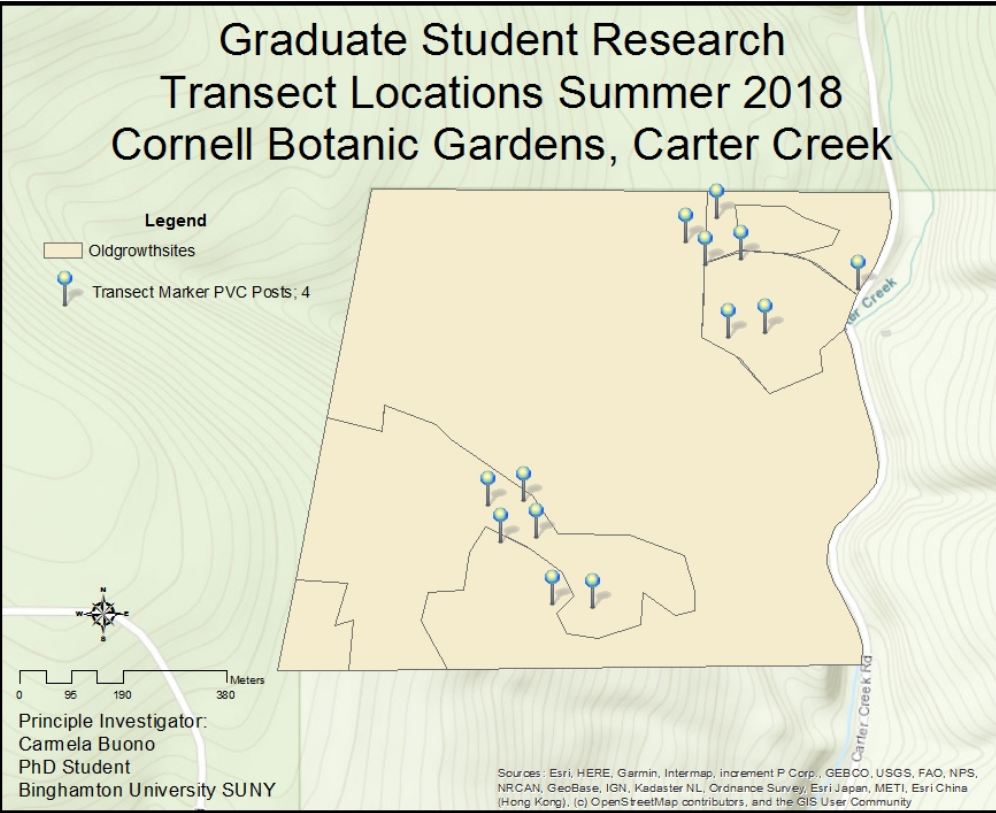 Graduate Student Research
Transect Locations Summer 2018
Cornell Botanic Gardens, Carter Creek
Legend
Oldgrowthsites
Transect Marker PVC Posts; 4
er Creek
N
W E
S
Meters
0 95 190 380
Principle Investigator:
Carmela Buono
PhD Student
Binghamton University SUNY
Carter Creek Rd
Sources: Esri, HERE, Garmin, Intermap, increment P Corp., GEBCO, USGS, FAO, NPS,
NRCAN, GeoBase, IGN, Kadaster NL, Ordnance Survey, Esri Japan, METI, Esri China
(Hong Kong), (c) OpenStreetMap contributors, and the GIS User Community